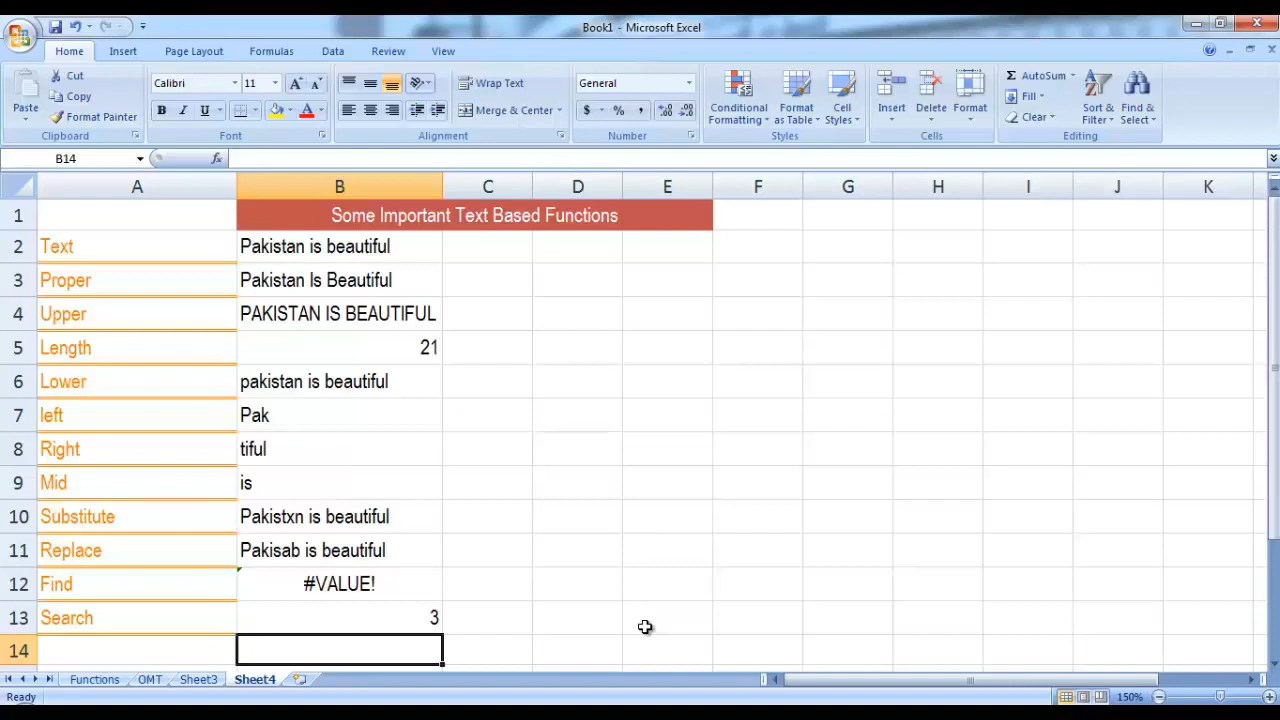 Book1 - Microsoft Excel
Home Insert Page Layout Formulas Data Review View
Paste Cut Copy Format Painter Clipboard
Calibri 11 A A B I U A Font
Wrap Text Merge & Center Alignment
General $ % , .0 .00 .00 .0 Number
Conditional Formatting Format as Table Cell Styles Styles
Insert Delete Format Cells
Σ AutoSum Fill Clear Sort & Filter Find & Select Editing
B14 fx
A B C D E F G H I J K
1 Some Important Text Based Functions
2 Text Pakistan is beautiful
3 Proper Pakistan Is Beautiful
4 Upper PAKISTAN IS BEAUTIFUL
5 Length 21
6 Lower pakistan is beautiful
7 left Pak
8 Right tiful
9 Mid is
10 Substitute Pakistxn is beautiful
11 Replace Pakisab is beautiful
12 Find #VALUE!
13 Search 3
14
Functions OMT Sheet3 Sheet4
Ready 150%